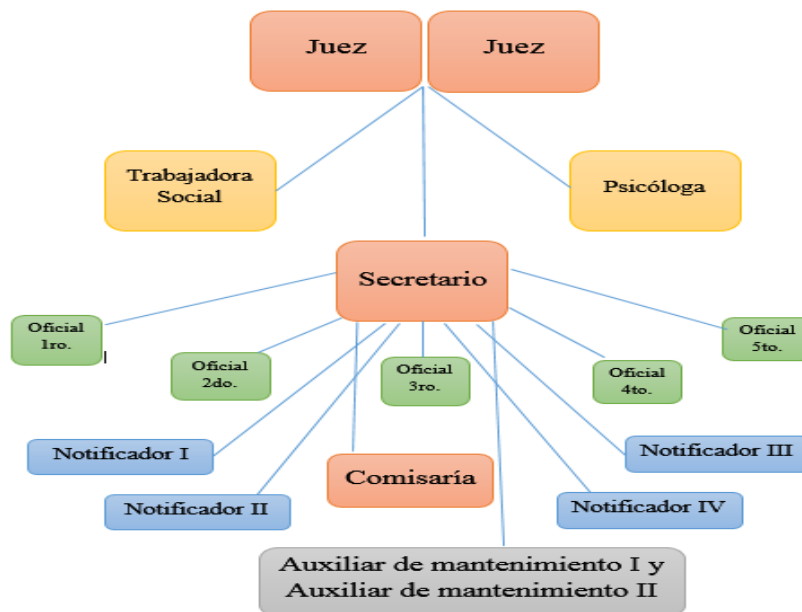 Juez
Juez
Trabajadora
Social
Psicóloga
Secretario
Oficial
1ro.
Oficial
2do.
Oficial
3ro.
Oficial
4to.
Oficial
5to.
Notificador I
Notificador II
Comisaría
Notificador III
Notificador IV
Auxiliar de mantenimiento I y
Auxiliar de mantenimiento II